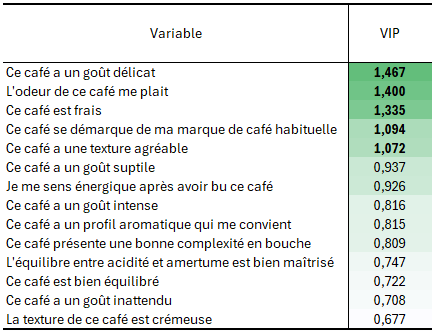 Variable VIP
Ce café a un goût délicat 1,467
L'odeur de ce café me plait 1,400
Ce café est frais 1,335
Ce café se démarque de ma marque de café habituelle 1,094
Ce café a une texture agréable 1,072
Ce café a un goût suptile 0,937
Je me sens énergique après avoir bu ce café 0,926
Ce café a un goût intense 0,816
Ce café a un profil aromatique qui me convient 0,815
Ce café présente une bonne complexité en bouche 0,809
L'équilibre entre acidité et amertume est bien maîtrisé 0,747
Ce café est bien équilibré 0,722
Ce café a un goût inattendu 0,708
La texture de ce café est crémeuse 0,677